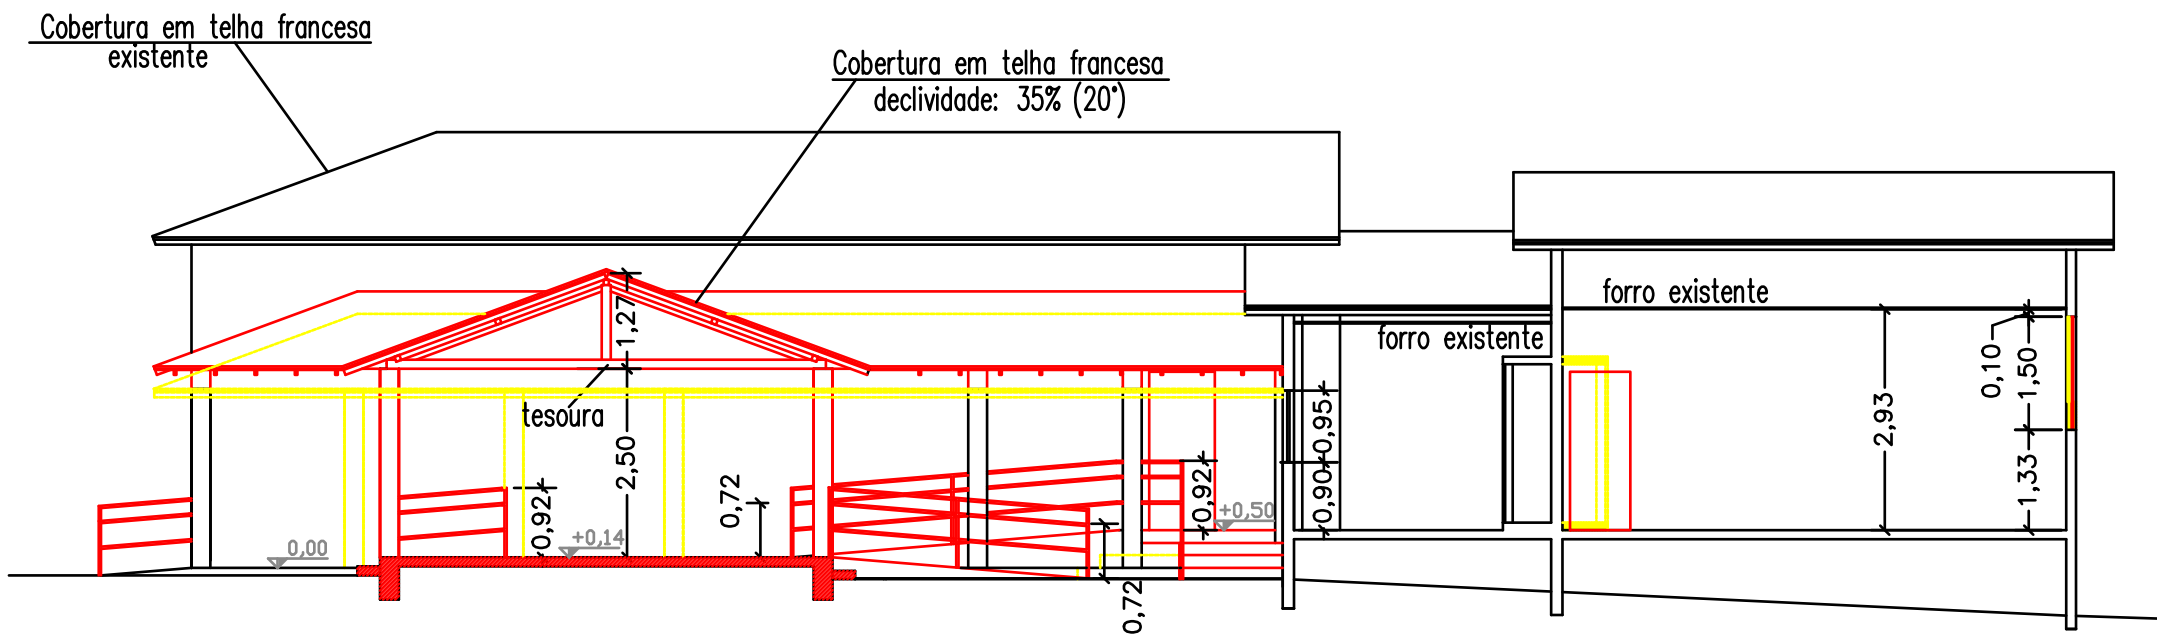 Cobertura em telha francesa
existente
Cobertura em telha francesa
declividade: 35% (20°)
forro existente
forro existente
1,27
tesoura
2,50
0,92
0,72
0,92
0,90
0,95
0,72
2,93
0,10
1,50
1,33
0,00
+0,14
+0,50